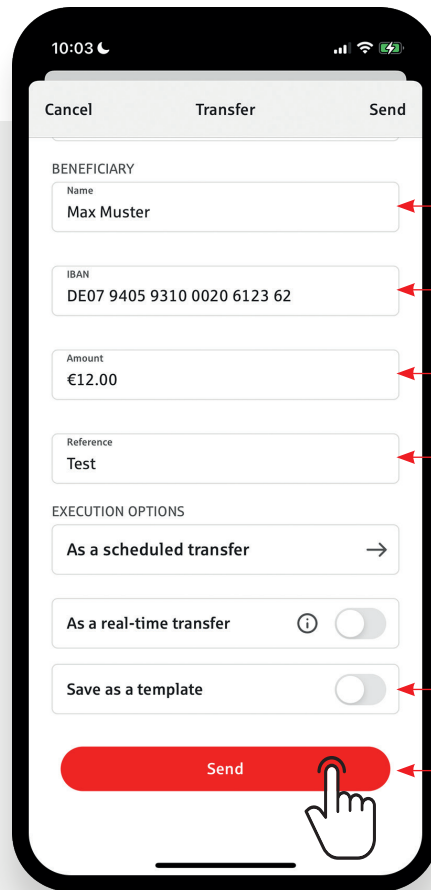 10:03
Cancel Transfer Send
BENEFICIARY
Name
Max Muster
IBAN
DE07 9405 9310 0020 6123 62
Amount
€12.00
Reference
Test
EXECUTION OPTIONS
As a scheduled transfer
As a real-time transfer
Save as a template
Send